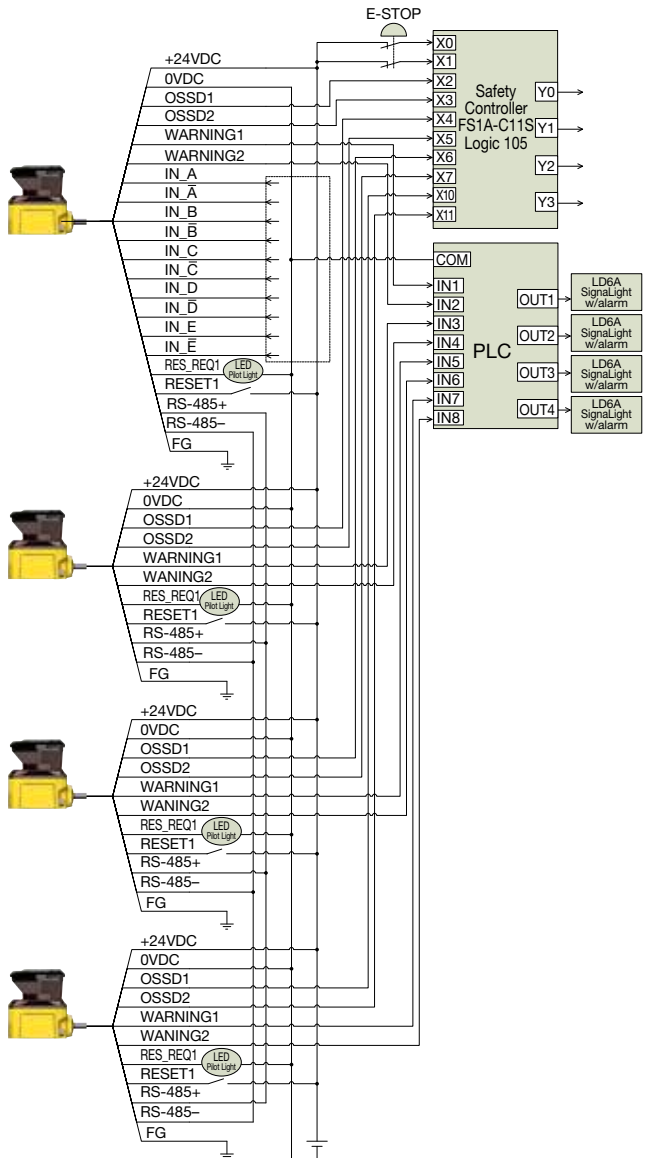 E-STOP
X0
X1
X2
X3
X4
X5
X6
X7
X10
X11
Safety
Controller
FS1A-C11S
Logic 105
Y0
Y1
Y2
Y3
COM
IN1
IN2
IN3
IN4
IN5
IN6
IN7
IN8
PLC
OUT1
OUT2
OUT3
OUT4
LD6A
SignaLight
w/alarm
LD6A
SignaLight
w/alarm
LD6A
SignaLight
w/alarm
LD6A
SignaLight
w/alarm
+24VDC
0VDC
OSSD1
OSSD2
WARNING1
WARNING2
IN_A
IN_A̅
IN_B
IN_B̅
IN_C
IN_C̅
IN_D
IN_D̅
IN_E
IN_E̅
RES_REQ1
LED
Pilot Light
RESET1
RS-485+
RS-485–
FG
+24VDC
0VDC
OSSD1
OSSD2
WARNING1
WANING2
RES_REQ1
LED
Pilot Light
RESET1
RS-485+
RS-485–
FG
+24VDC
0VDC
OSSD1
OSSD2
WARNING1
WANING2
RES_REQ1
LED
Pilot Light
RESET1
RS-485+
RS-485–
FG
+24VDC
0VDC
OSSD1
OSSD2
WARNING1
WANING2
RES_REQ1
LED
Pilot Light
RESET1
RS-485+
RS-485–
FG